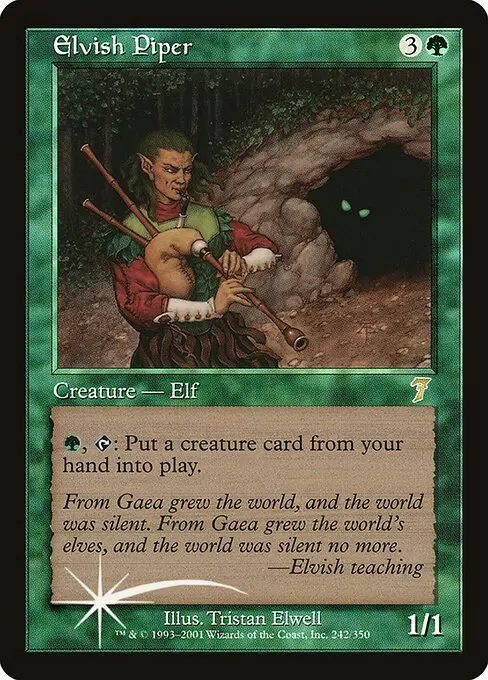 Elvish Piper 3
Creature — Elf
: Put a creature card from your
hand into play.
From Gaea grew the world, and the world
was silent. From Gaea grew the world's
elves, and the world was silent no more.
—Elvish teaching
Illus. Tristan Elwell
™ & © 1993–2001 Wizards of the Coast, Inc. 242/350
1/1